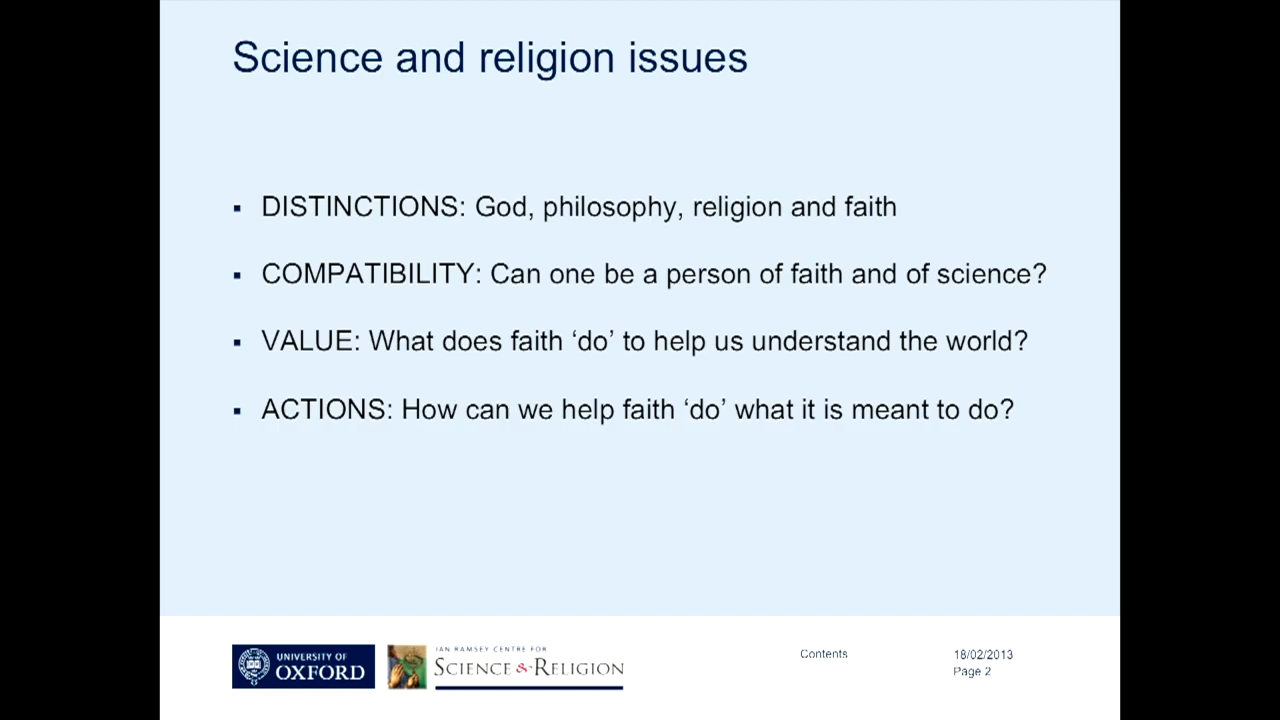 Science and religion issues
▪ DISTINCTIONS: God, philosophy, religion and faith
▪ COMPATIBILITY: Can one be a person of faith and of science?
▪ VALUE: What does faith ‘do’ to help us understand the world?
▪ ACTIONS: How can we help faith ‘do’ what it is meant to do?
UNIVERSITY OF
OXFORD
IAN RAMSEY CENTRE FOR
SCIENCE & RELIGION
Contents
18/02/2013
Page 2